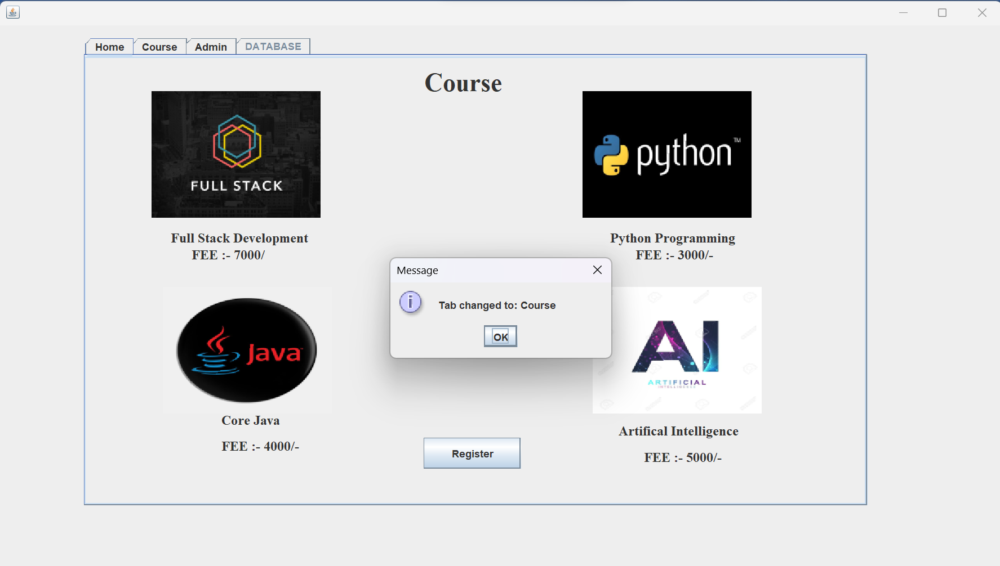 Home Course Admin DATABASE
Course
FULL STACK
python™
Full Stack Development
FEE :- 7000/
Python Programming
FEE :- 3000/-
Message
i
Tab changed to: Course
OK
Java
AI
ARTIFICIAL
INTELLIGENCE
Core Java
FEE :- 4000/-
Artifical Intelligence
FEE :- 5000/-
Register